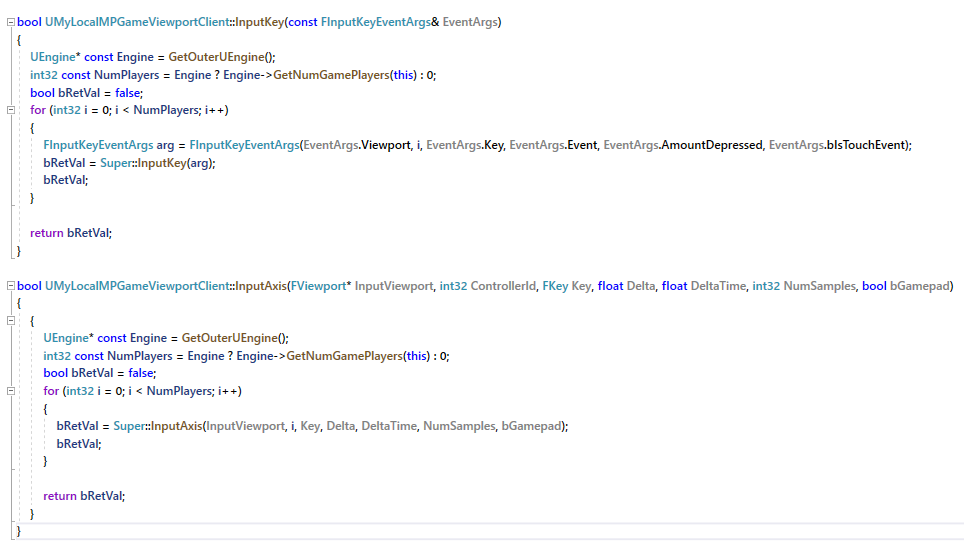 bool UMyLocalMPGameViewportClient::InputKey(const FInputKeyEventArgs& EventArgs)
{
UEngine* const Engine = GetOuterUEngine();
int32 const NumPlayers = Engine ? Engine->GetNumGamePlayers(this) : 0;
bool bRetVal = false;
for (int32 i = 0; i < NumPlayers; i++)
{
FInputKeyEventArgs arg = FInputKeyEventArgs(EventArgs.Viewport, i, EventArgs.Key, EventArgs.Event, EventArgs.AmountDepressed, EventArgs.bIsTouchEvent);
bRetVal = Super::InputKey(arg);
bRetVal;
}
return bRetVal;
}
bool UMyLocalMPGameViewportClient::InputAxis(FViewport* InputViewport, int32 ControllerId, FKey Key, float Delta, float DeltaTime, int32 NumSamples, bool bGamepad)
{
{
UEngine* const Engine = GetOuterUEngine();
int32 const NumPlayers = Engine ? Engine->GetNumGamePlayers(this) : 0;
bool bRetVal = false;
for (int32 i = 0; i < NumPlayers; i++)
{
bRetVal = Super::InputAxis(InputViewport, i, Key, Delta, DeltaTime, NumSamples, bGamepad);
bRetVal;
}
return bRetVal;
}
}